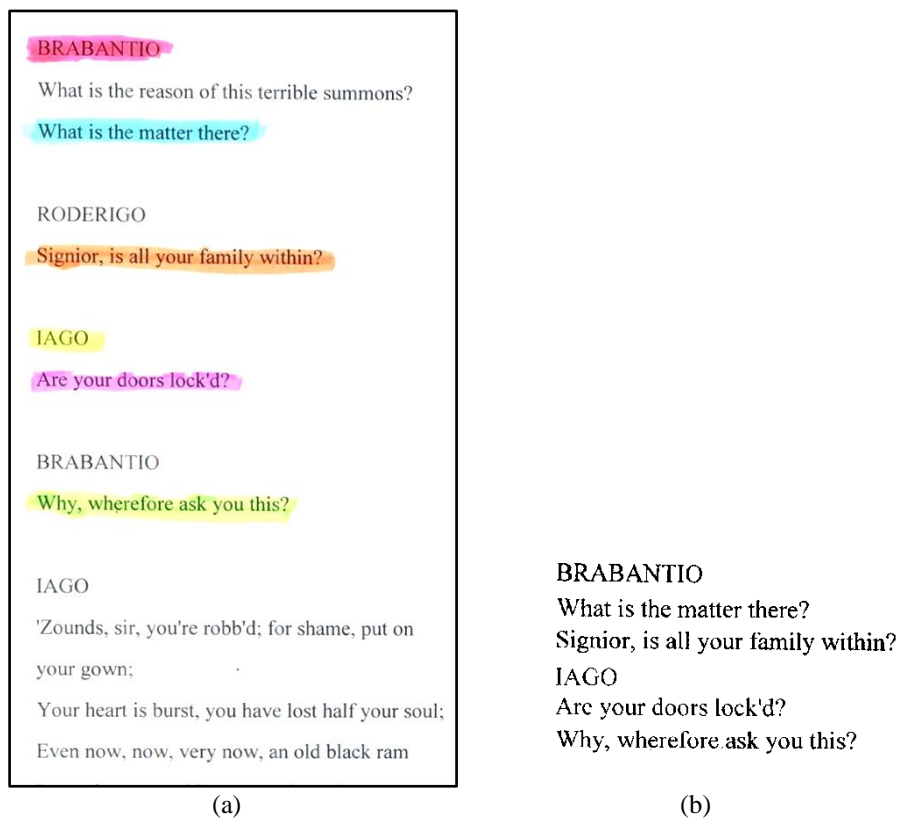 BRABANTIO
What is the reason of this terrible summons?
What is the matter there?
RODERIGO
Signior, is all your family within?
IAGO
Are your doors lock'd?
BRABANTIO
Why, wherefore ask you this?
IAGO
'Zounds, sir, you're robb'd; for shame, put on
your gown;
Your heart is burst, you have lost half your soul;
Even now, now, very now, an old black ram
(a)
BRABANTIO
What is the matter there?
Signior, is all your family within?
IAGO
Are your doors lock'd?
Why, wherefore ask you this?
(b)